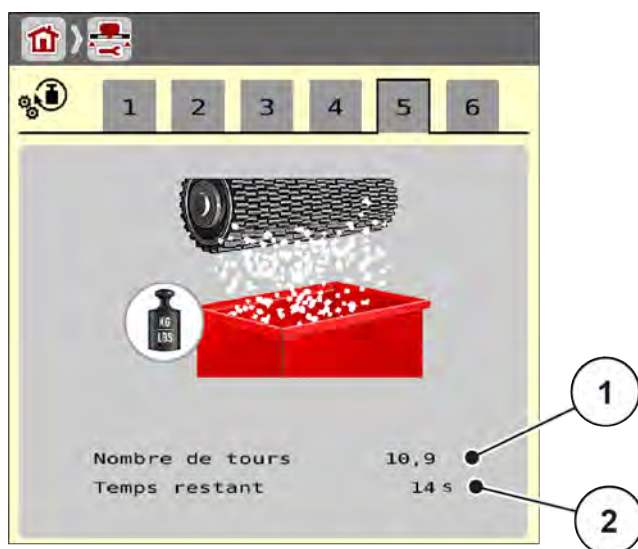 1 2 3 4 5 6
KG
LBS
Nombre de tours 10,9
Temps restant 14 s
1
2